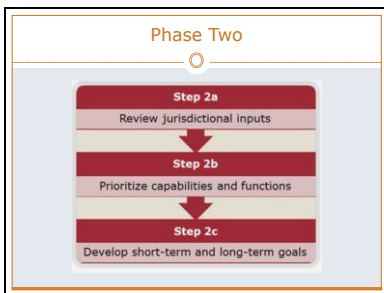 Phase Two
Step 2a
Review jurisdictional inputs
Step 2b
Prioritize capabilities and functions
Step 2c
Develop short-term and long-term goals